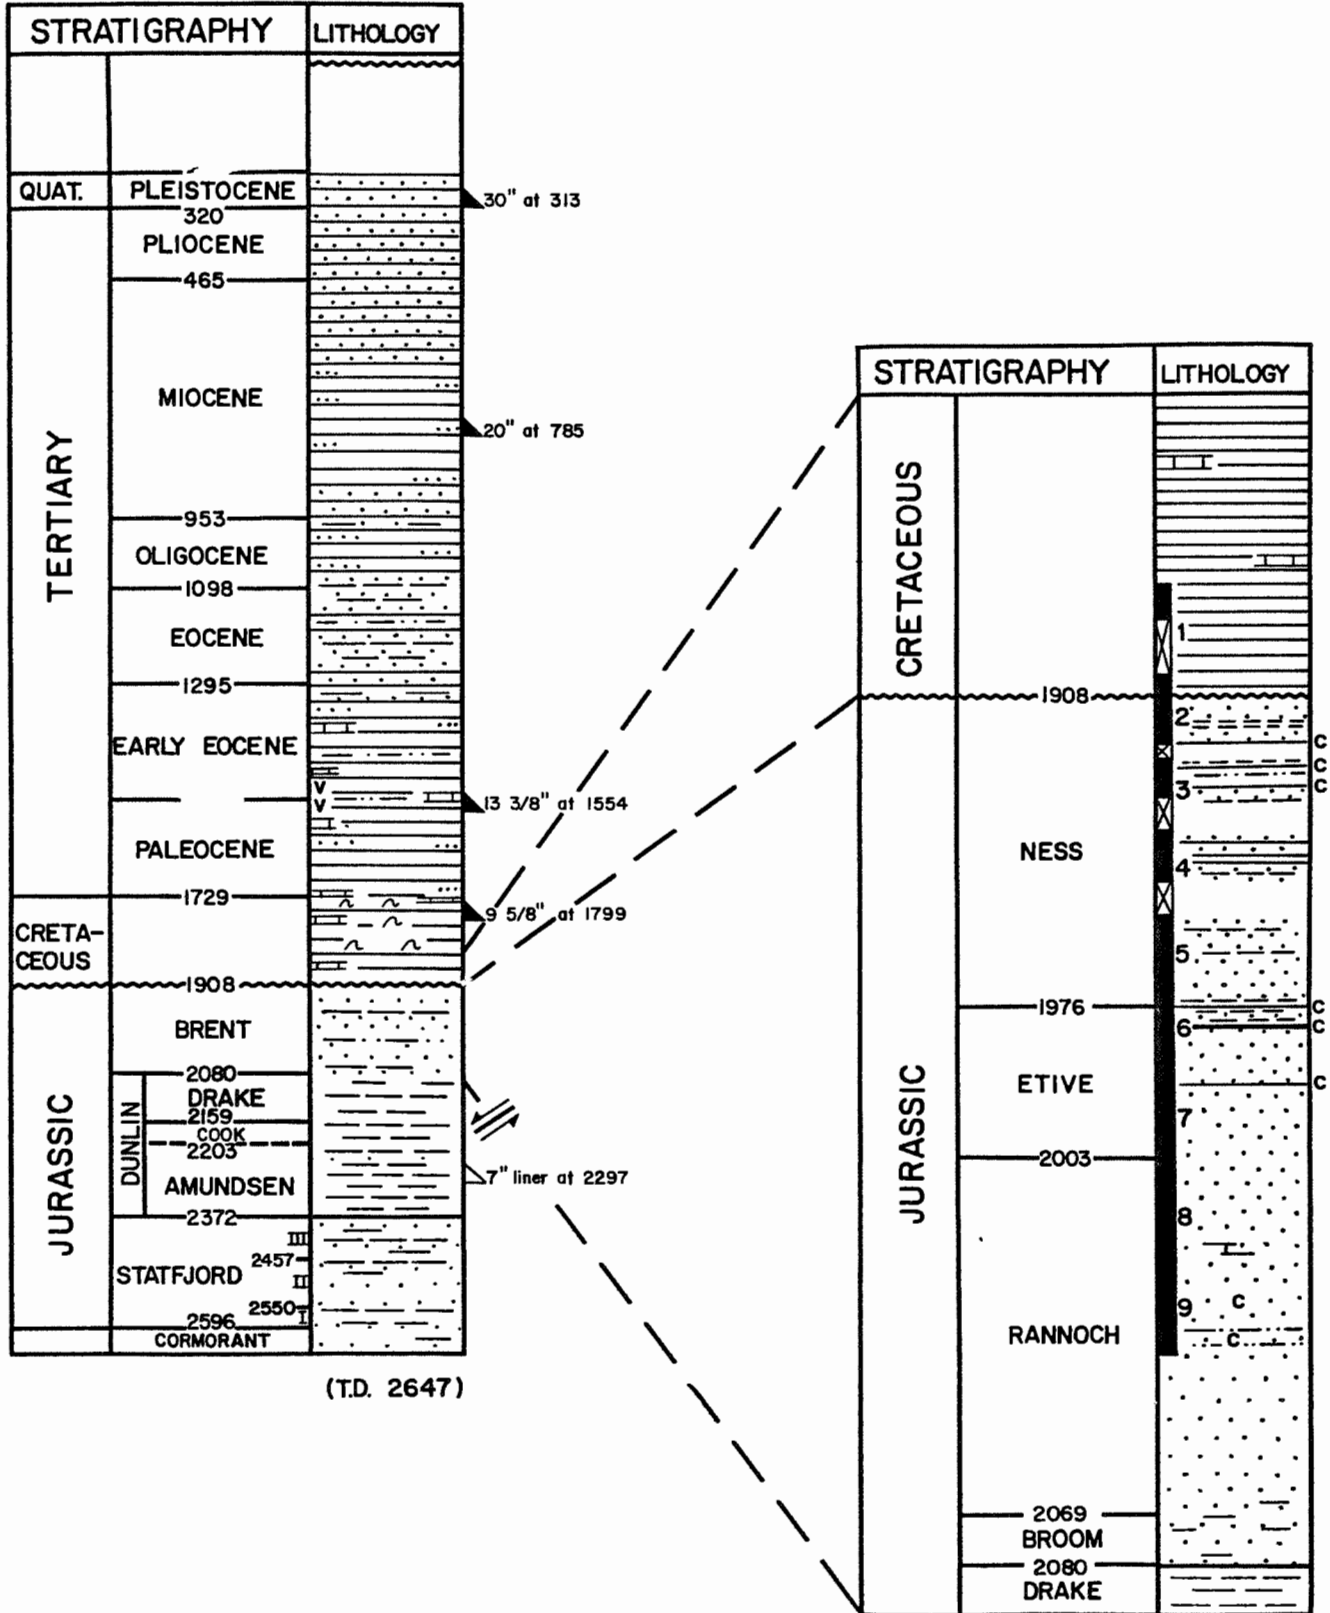 STRATIGRAPHY LITHOLOGY
QUAT. PLEISTOCENE
30" at 313
320
PLIOCENE
465
MIOCENE
20" at 785
TERTIARY
953
OLIGOCENE
1098
EOCENE
1295
EARLY EOCENE
V
V
13 3/8" at 1554
PALEOCENE
1729
9 5/8" at 1799
CRETA-
CEOUS
1908
BRENT
2080
DRAKE
2159
COOK
2203
DUNLIN
AMUNDSEN
7" liner at 2297
2372
JURASSIC
III
2457
STATFJORD
II
2550
I
2596
CORMORANT
(T.D. 2647)
STRATIGRAPHY LITHOLOGY
CRETACEOUS
1
1908
2
C
C
C
3
NESS
4
5
1976
C
6
C
ETIVE
C
7
JURASSIC
2003
8
9
C
RANNOCH
C
2069
BROOM
2080
DRAKE